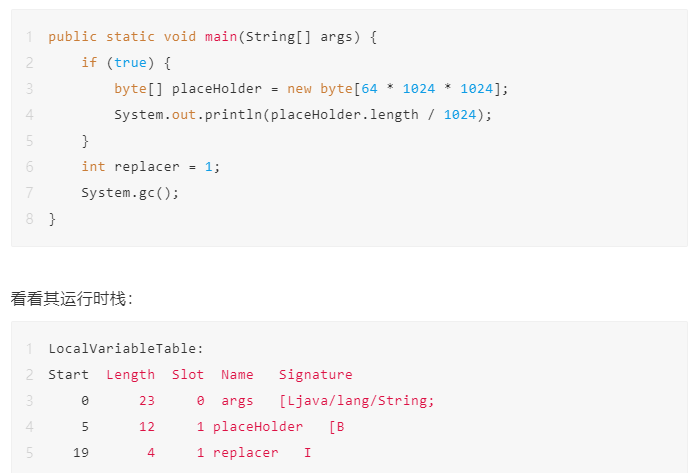 1 public static void main(String[] args) {
2     if (true) {
3         byte[] placeHolder = new byte[64 * 1024 * 1024];
4         System.out.println(placeHolder.length / 1024);
5     }
6     int replacer = 1;
7     System.gc();
8 }
看看其运行时栈：
1 LocalVariableTable:
2 Start  Length  Slot  Name   Signature
3     0      23     0  args   [Ljava/lang/String;
4     5      12     1 placeHolder   [B
5    19       4     1 replacer   I